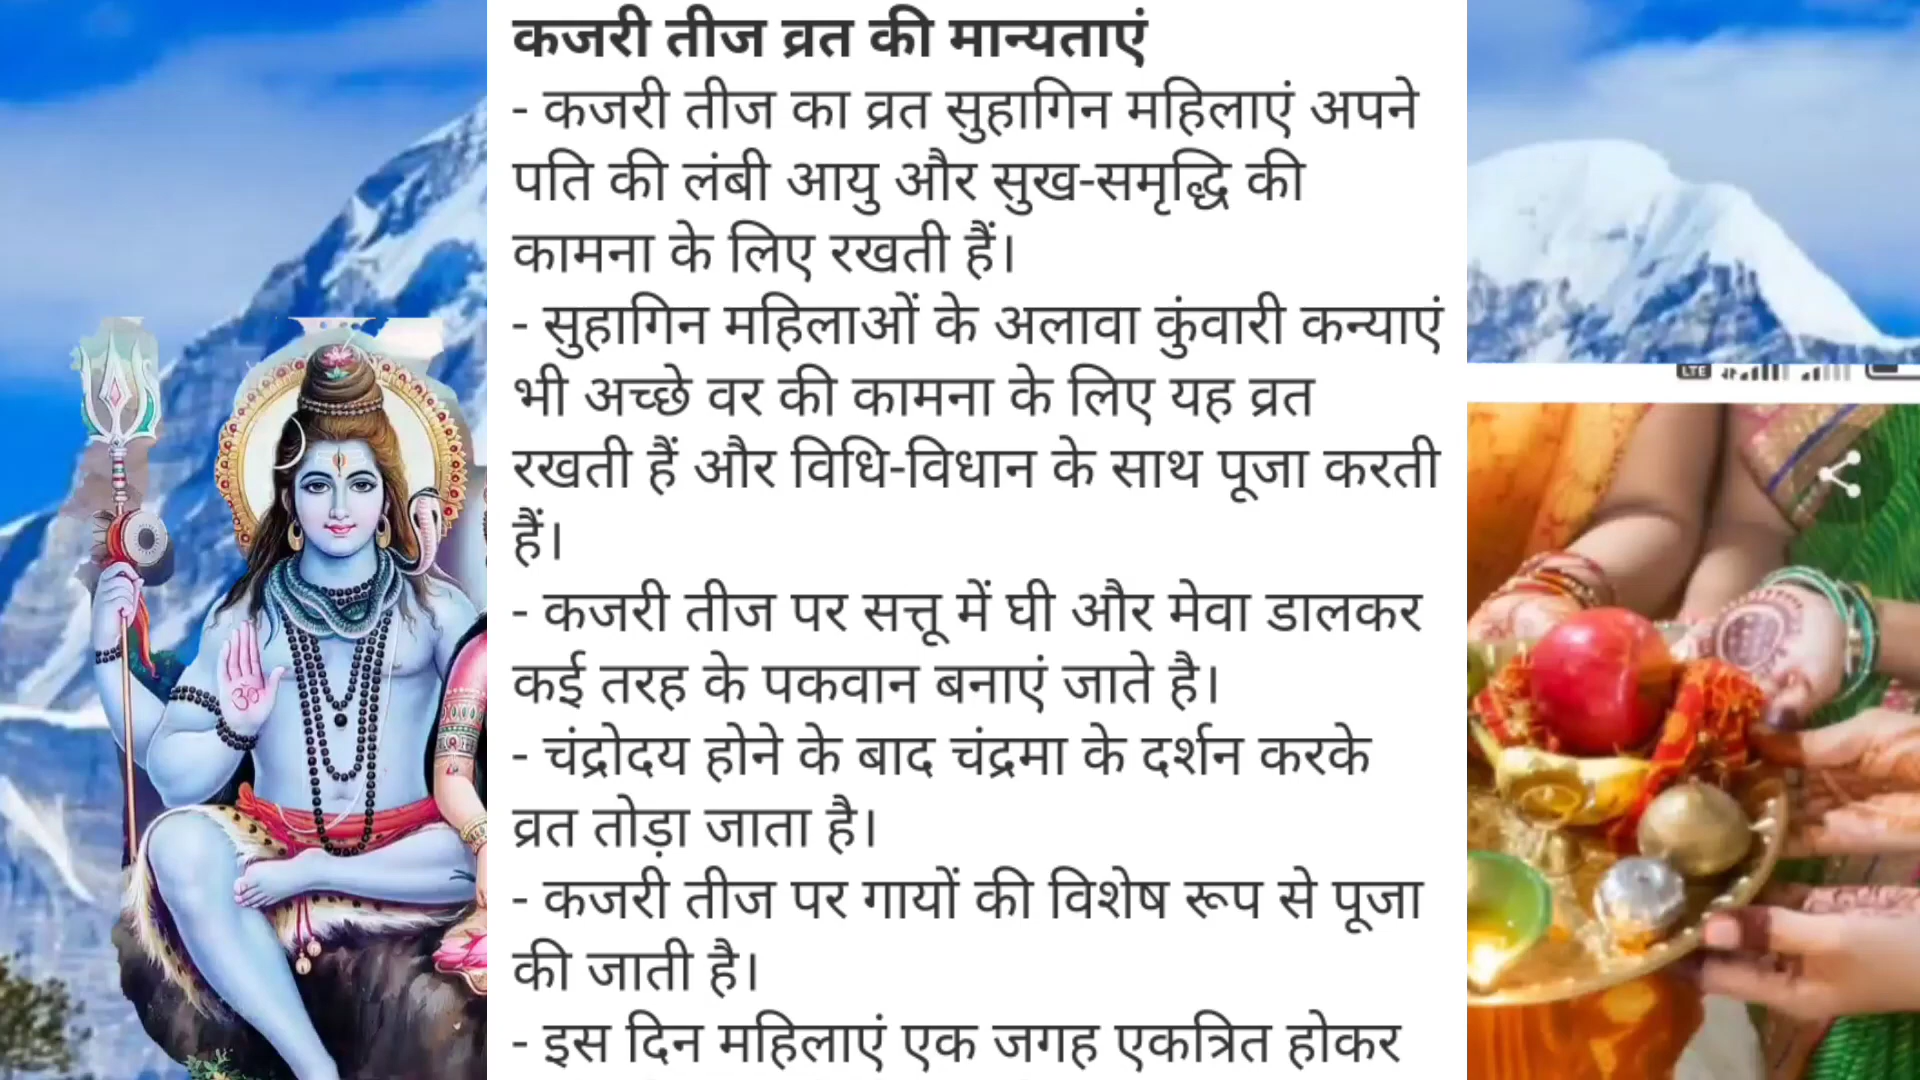 कजरी तीज व्रत की मान्यताएं
- कजरी तीज का व्रत सुहागिन महिलाएं अपने
पति की लंबी आयु और सुख-समृद्धि की
कामना के लिए रखती हैं।
- सुहागिन महिलाओं के अलावा कुंवारी कन्याएं
भी अच्छे वर की कामना के लिए यह व्रत
रखती हैं और विधि-विधान के साथ पूजा करती
हैं।
- कजरी तीज पर सत्तू में घी और मेवा डालकर
कई तरह के पकवान बनाएं जाते है।
- चंद्रोदय होने के बाद चंद्रमा के दर्शन करके
व्रत तोड़ा जाता है।
- कजरी तीज पर गायों की विशेष रूप से पूजा
की जाती है।
- इस दिन महिलाएं एक जगह एकत्रित होकर
LTE
ॐ